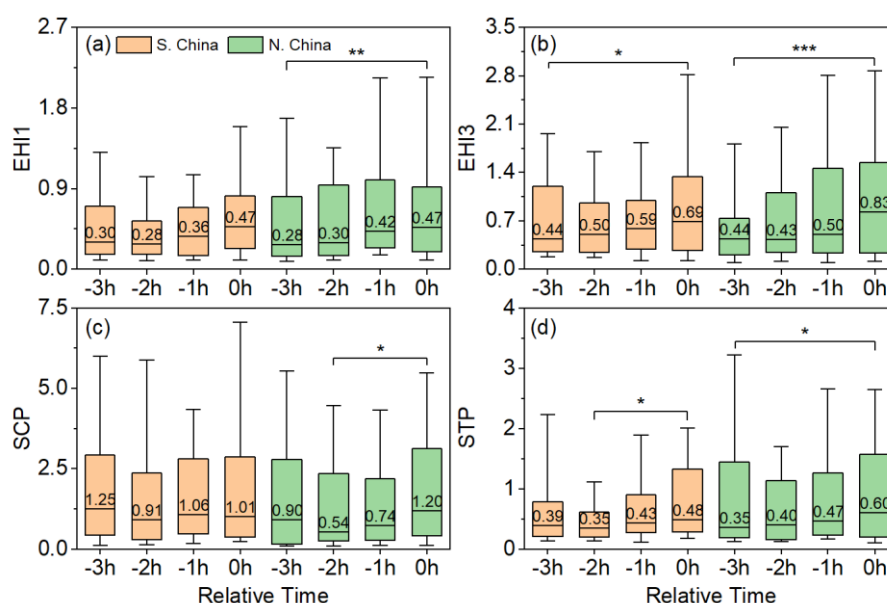 (a) S. China N. China
**
EHI1
2.7
1.8
0.9
0.0
0.30 0.28 0.36 0.47 0.28 0.30 0.42 0.47
-3h -2h -1h 0h -3h -2h -1h 0h
(b)
* ***
EHI3
3.5
2.8
2.1
1.4
0.7
0.0
0.44 0.50 0.59 0.69 0.44 0.43 0.50 0.83
-3h -2h -1h 0h -3h -2h -1h 0h
(c)
*
SCP
7.5
5.0
2.5
0.0
1.25 0.91 1.06 1.01 0.90 0.54 0.74 1.20
-3h -2h -1h 0h -3h -2h -1h 0h
Relative Time
(d)
* *
STP
4
3
2
1
0
0.39 0.35 0.43 0.48 0.35 0.40 0.47 0.60
-3h -2h -1h 0h -3h -2h -1h 0h
Relative Time